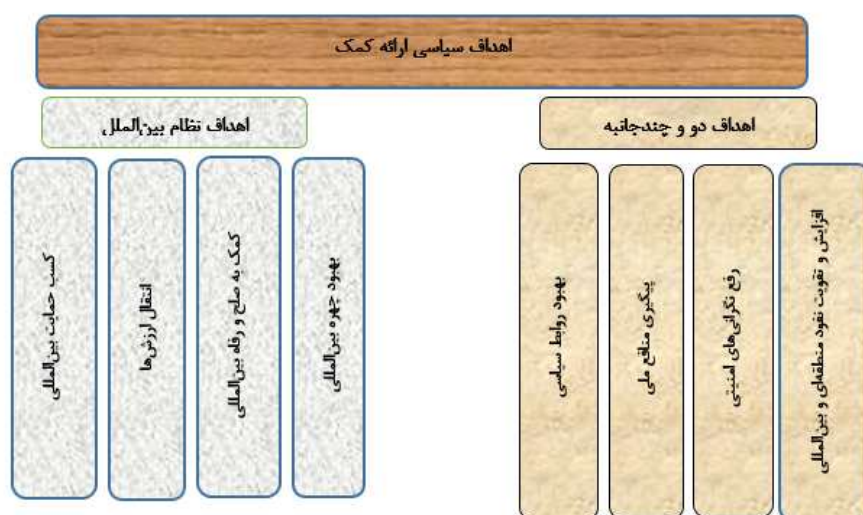 اهداف سیاسی ارائه کمک
اهداف دو و چندجانبه
افزایش و تقویت نفوذ منطقه‌ای و بین‌المللی
رفع نگرانی‌های امنیتی
پیگیری منافع ملی
بهبود روابط سیاسی
اهداف نظام بین‌الملل
بهبود چهره بین‌المللی
کمک به صلح و رفاه بین‌المللی
انتقال ارزش‌ها
کسب حمایت بین‌المللی